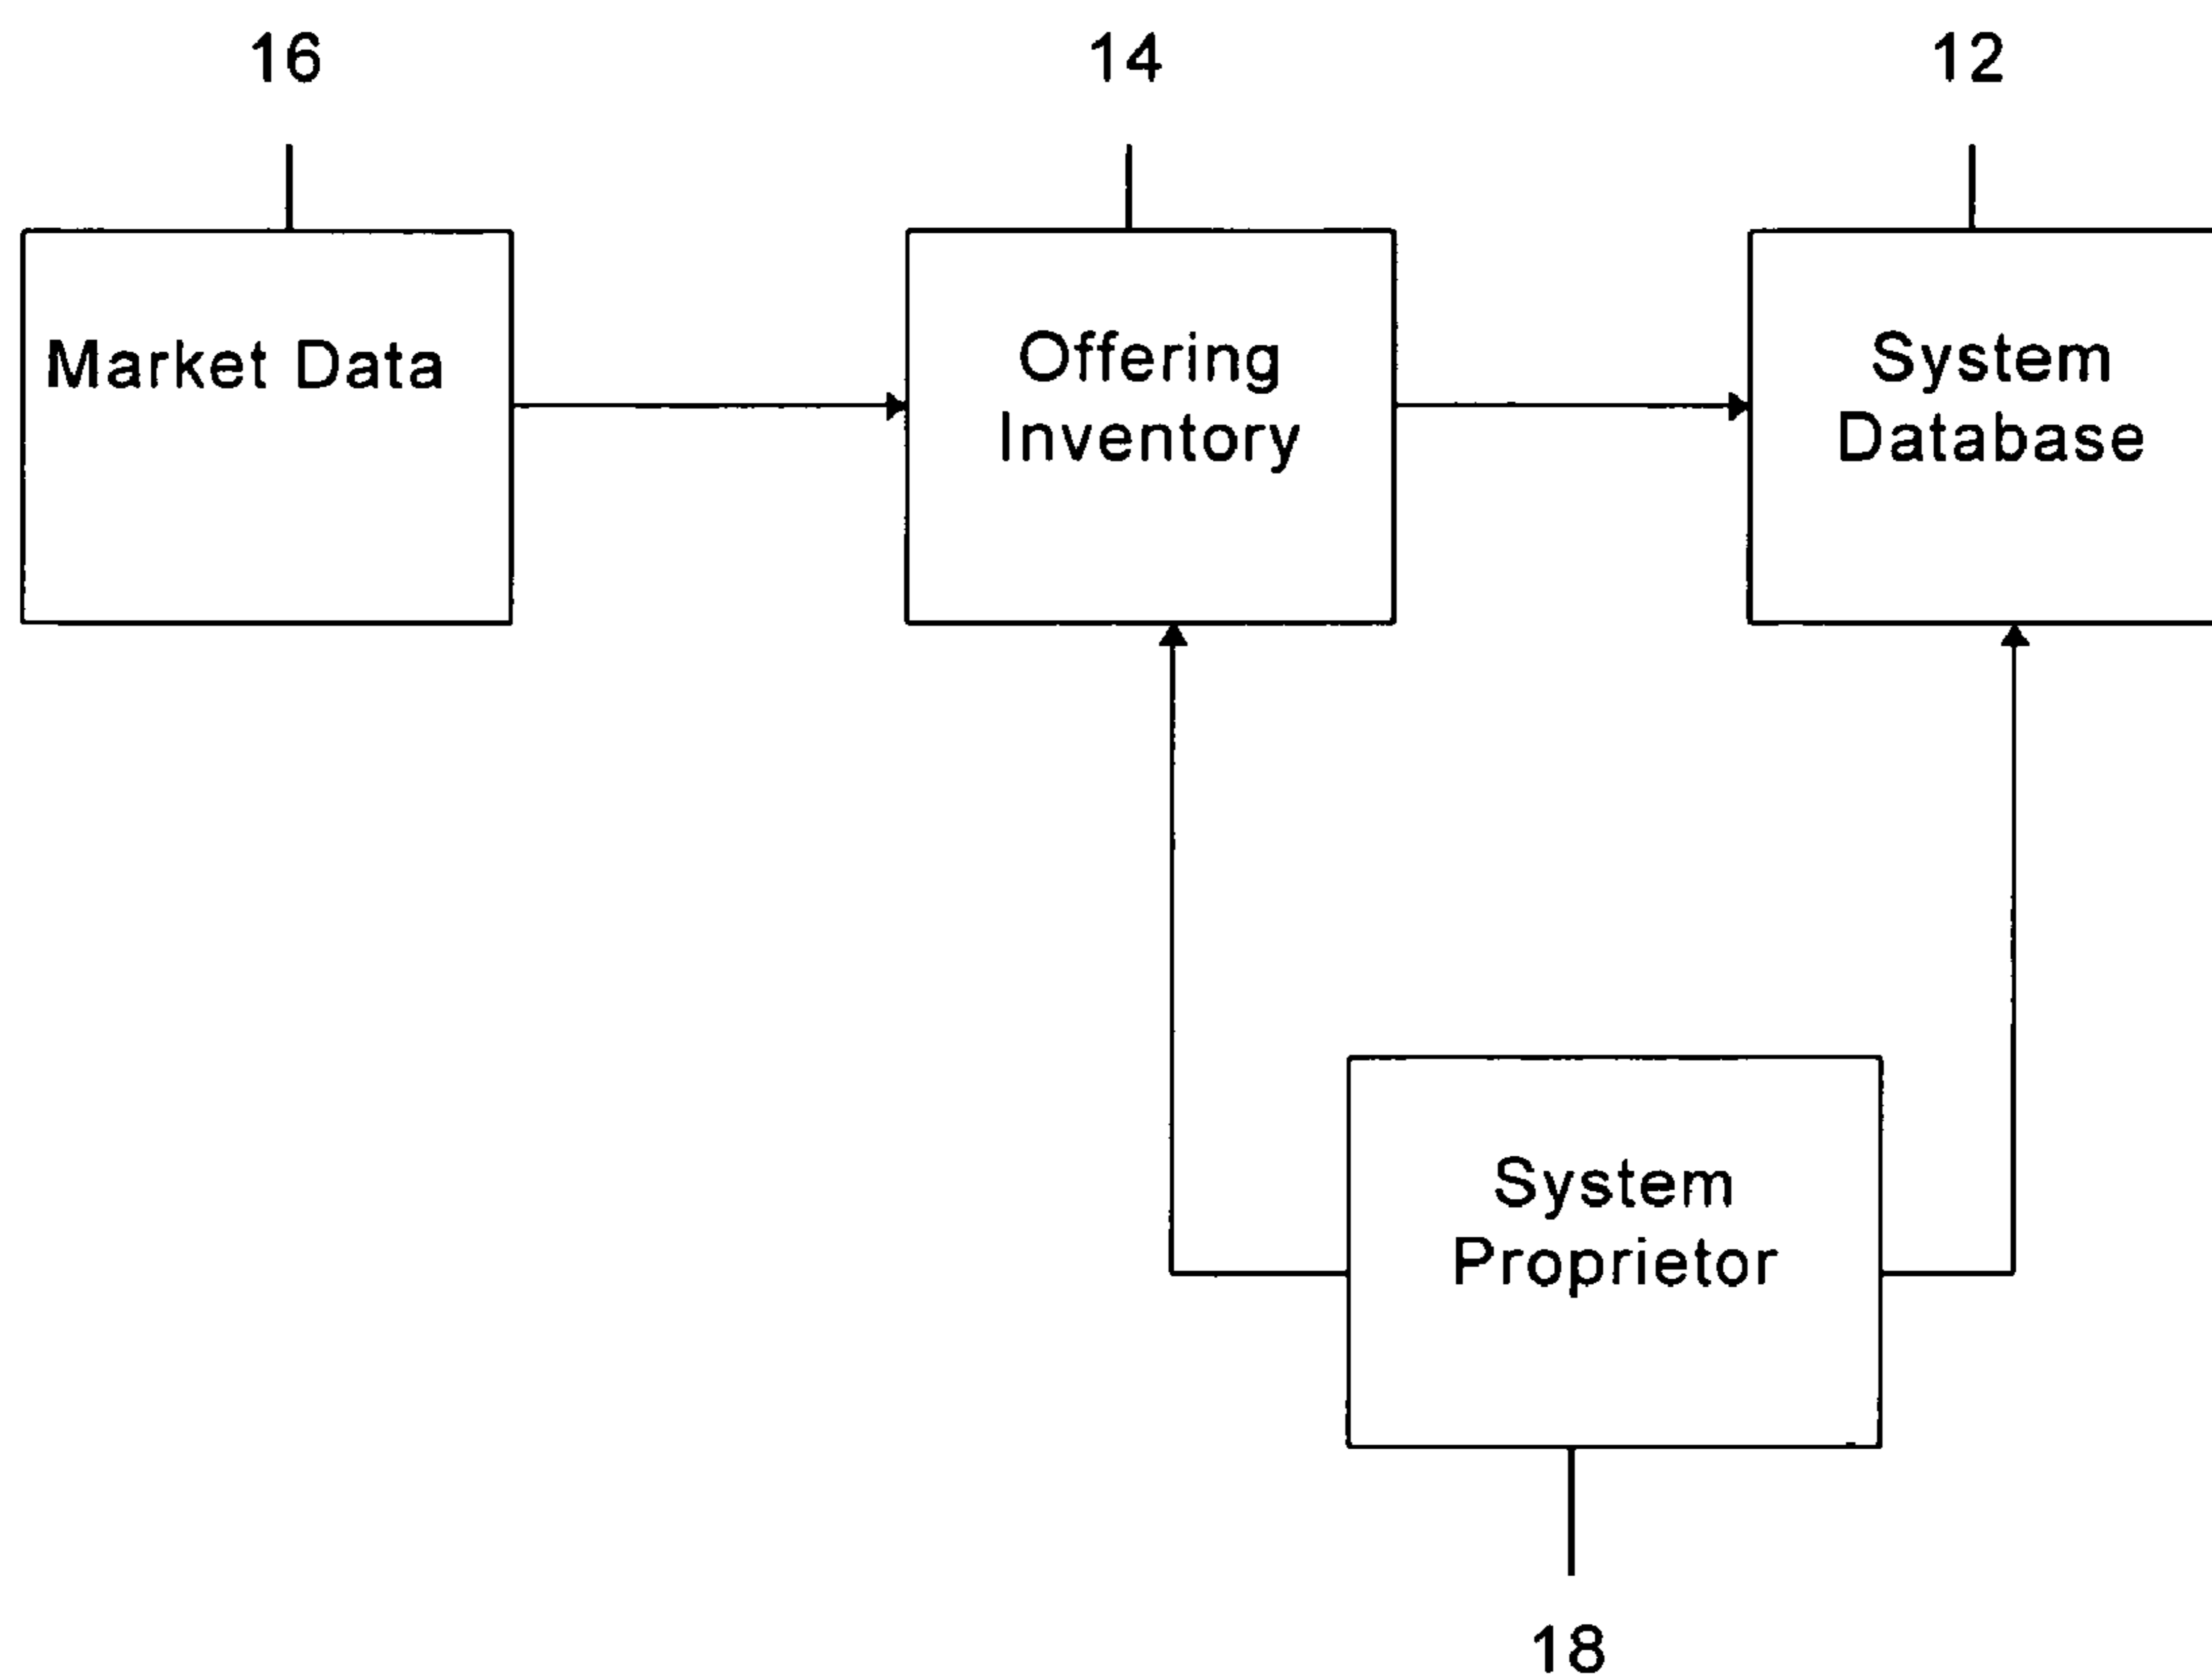 16
14
12
Market Data
Offering
Inventory
System
Database
System
Proprietor
18